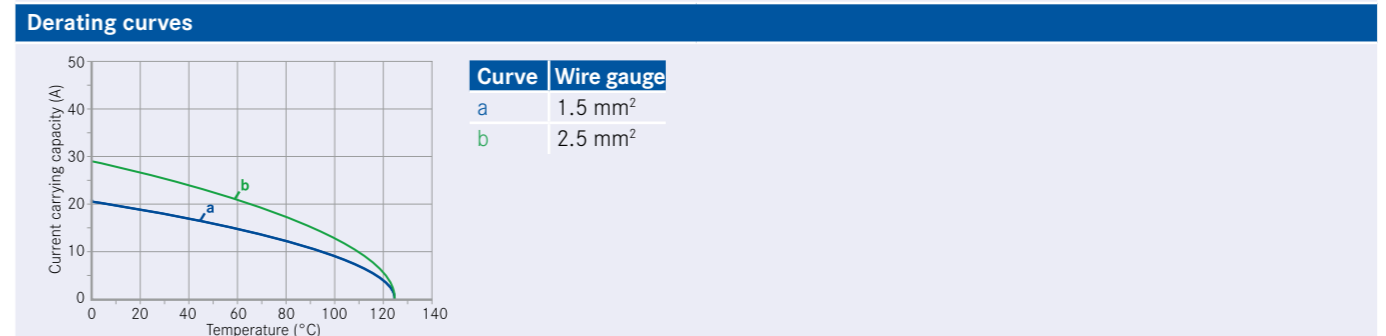 Derating curves
50
40
30
20
10
0
Current carrying capacity (A)
b
a
0 20 40 60 80 100 120 140
Temperature (°C)
Curve Wire gauge
a 1.5 mm²
b 2.5 mm²